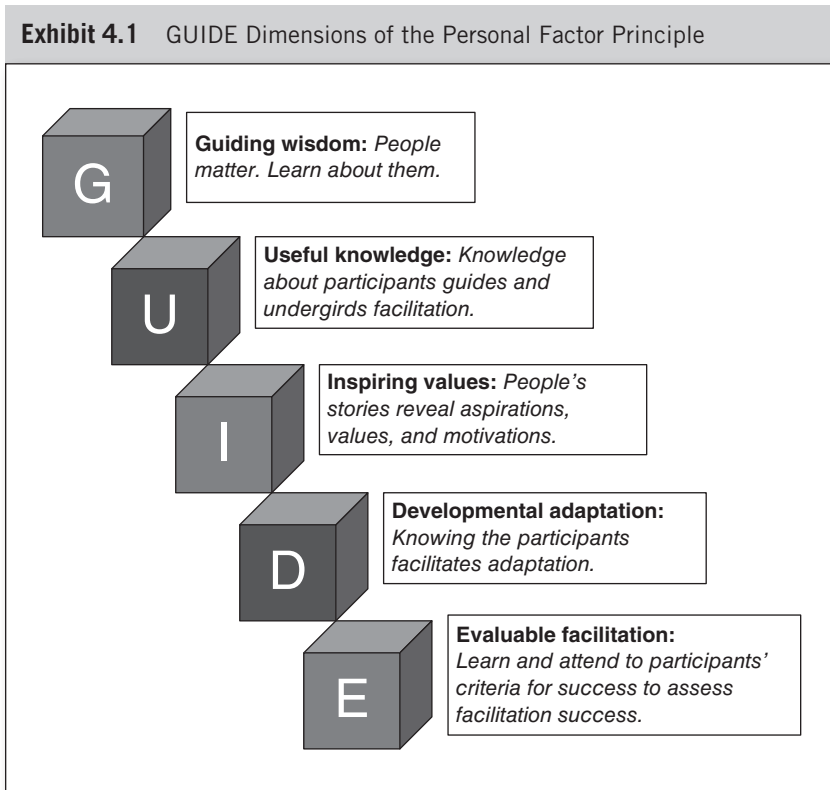 Exhibit 4.1 GUIDE Dimensions of the Personal Factor Principle
G
Guiding wisdom: People
matter. Learn about them.
U
Useful knowledge: Knowledge
about participants guides and
undergirds facilitation.
I
Inspiring values: People’s
stories reveal aspirations,
values, and motivations.
D
Developmental adaptation:
Knowing the participants
facilitates adaptation.
E
Evaluable facilitation:
Learn and attend to participants’
criteria for success to assess
facilitation success.